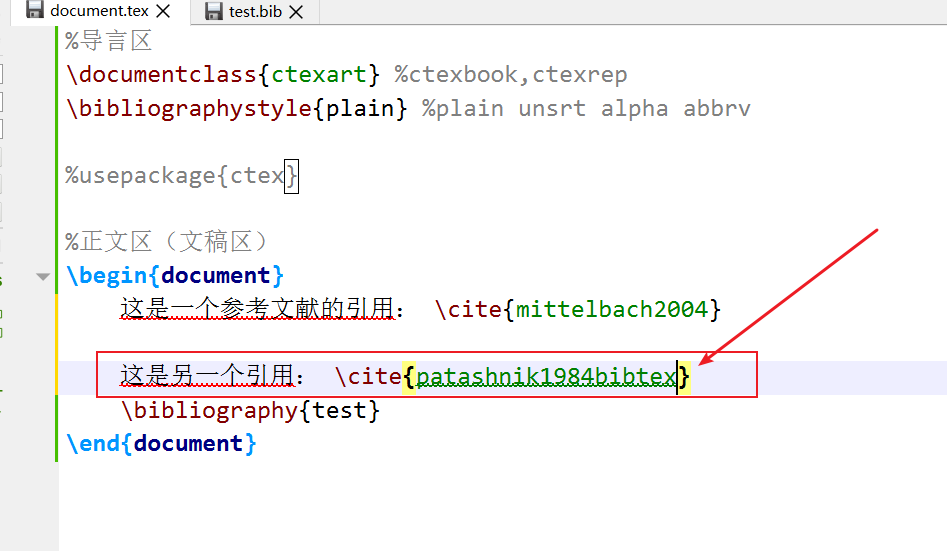 document.tex test.bib
%导言区
\documentclass{ctexart} %ctexbook,ctexrep
\bibliographystyle{plain} %plain unsrt alpha abbrv
%usepackage{ctex}
%正文区（文稿区）
\begin{document}
这是一个参考文献的引用： \cite{mittelbach2004}
这是另一个引用： \cite{patashnik1984bibtex}
\bibliography{test}
\end{document}